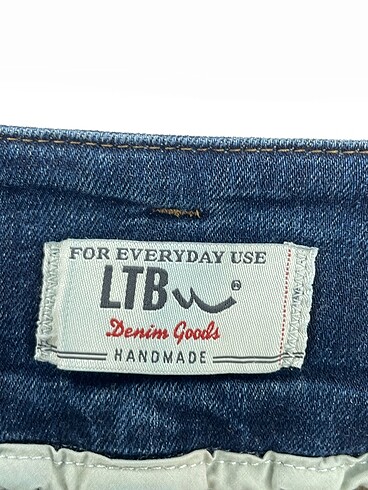 FOR EVERYDAY USE
LTB ®
Denim Goods
HANDMADE